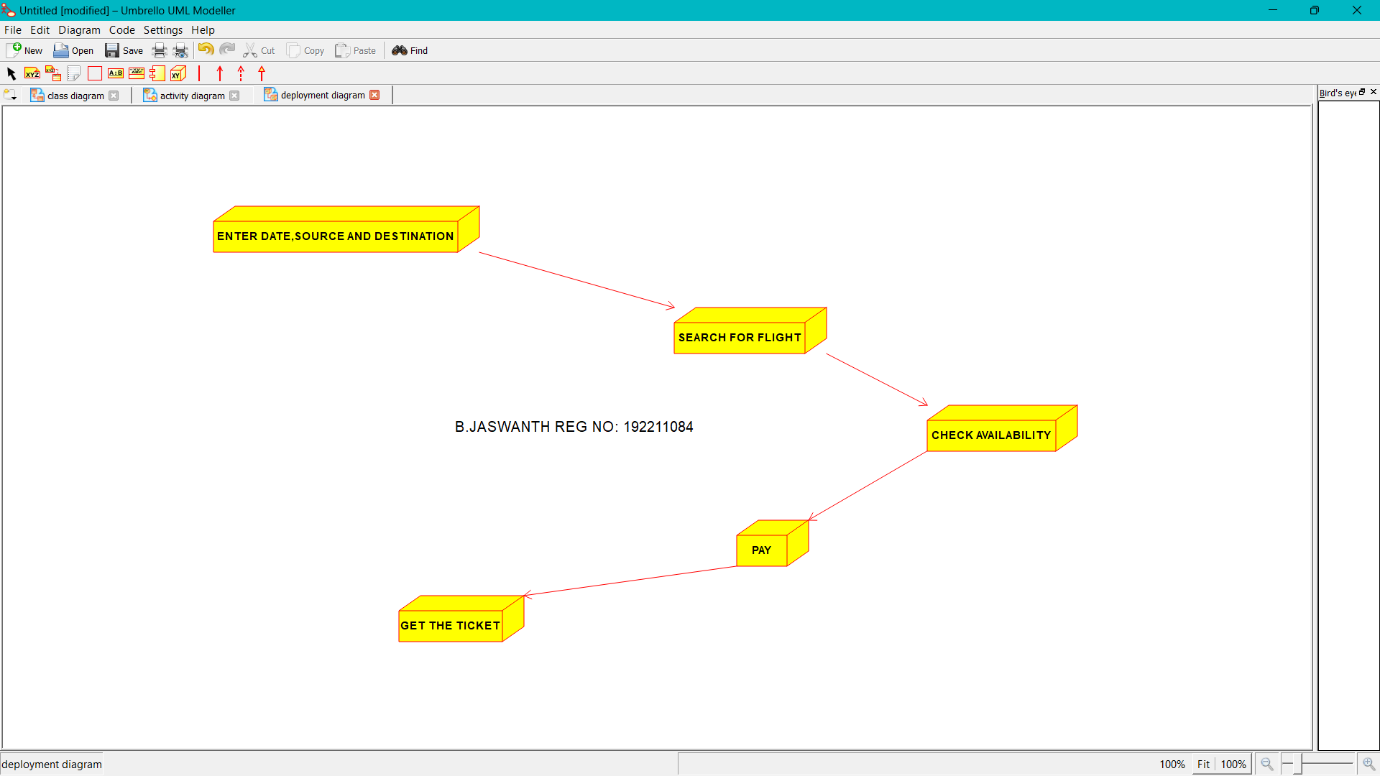 Untitled [modified] – Umbrello UML Modeller
File Edit Diagram Code Settings Help
New Open Save Cut Copy Paste Find
XYZ A:B XY
class diagram activity diagram deployment diagram
Bird's eye
ENTER DATE,SOURCE AND DESTINATION
SEARCH FOR FLIGHT
B.JASWANTH REG NO: 192211084
CHECK AVAILABILITY
PAY
GET THE TICKET
deployment diagram 100% Fit 100%